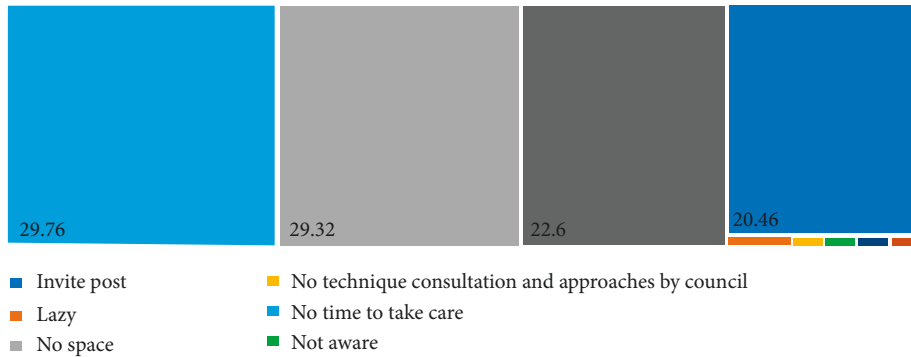 29.76
29.32
22.6
20.46
Invite post
Lazy
No space
No technique consultation and approaches by council
No time to take care
Not aware